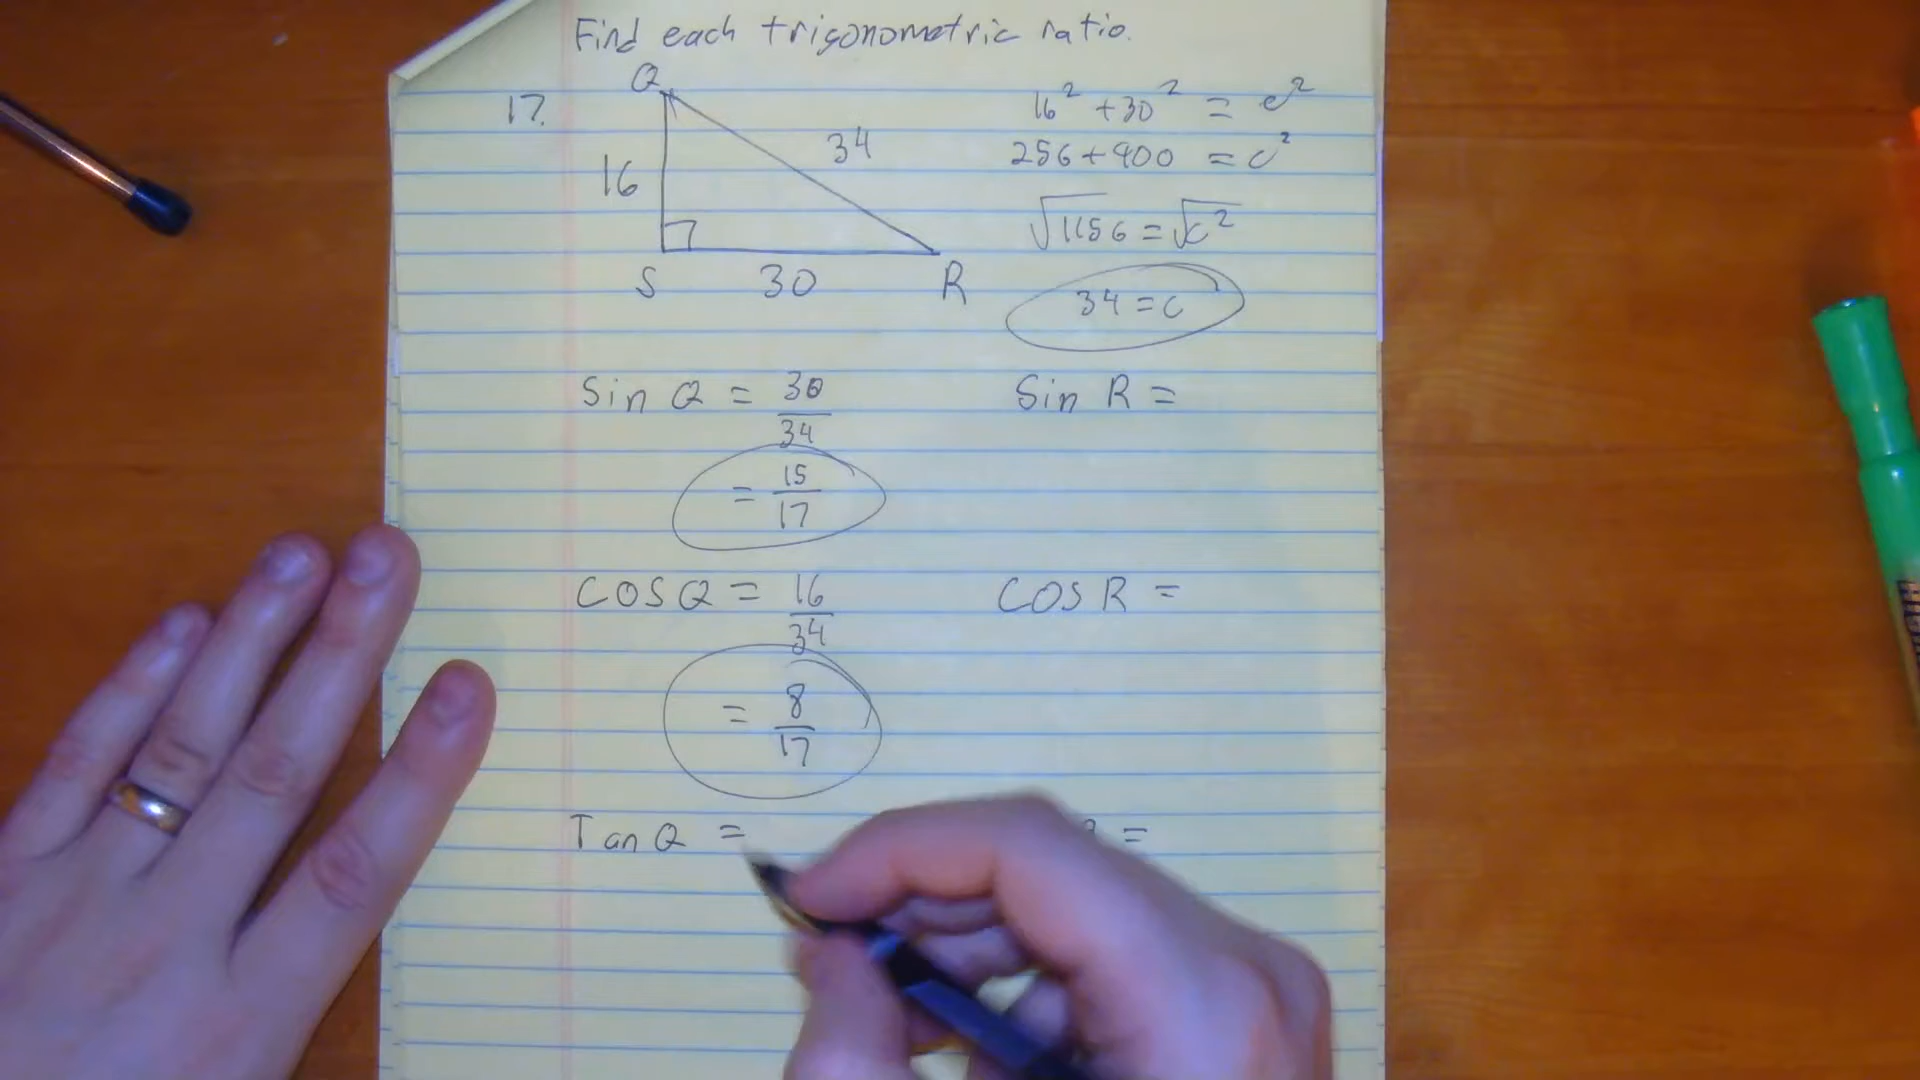 Find each trigonometric ratio.
17.
Q
16
34
S
30
R
16² + 30² = c²
256 + 900 = c²
√1156 = √c²
34 = c
Sin Q = 30/34
= 15/17
Sin R =
COS Q = 16/34
= 8/17
COS R =
Tan Q =
=